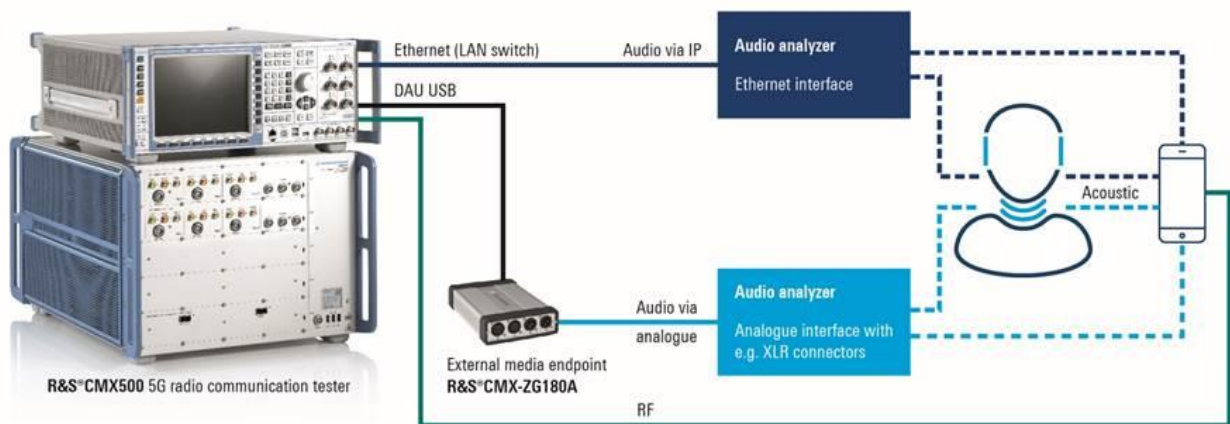 Ethernet (LAN switch)
Audio via IP
Audio analyzer
Ethernet interface
DAU USB
Acoustic
Audio via
analogue
Audio analyzer
Analogue interface with
e.g. XLR connectors
External media endpoint
R&S®CMX-ZG180A
R&S®CMX500 5G radio communication tester
RF